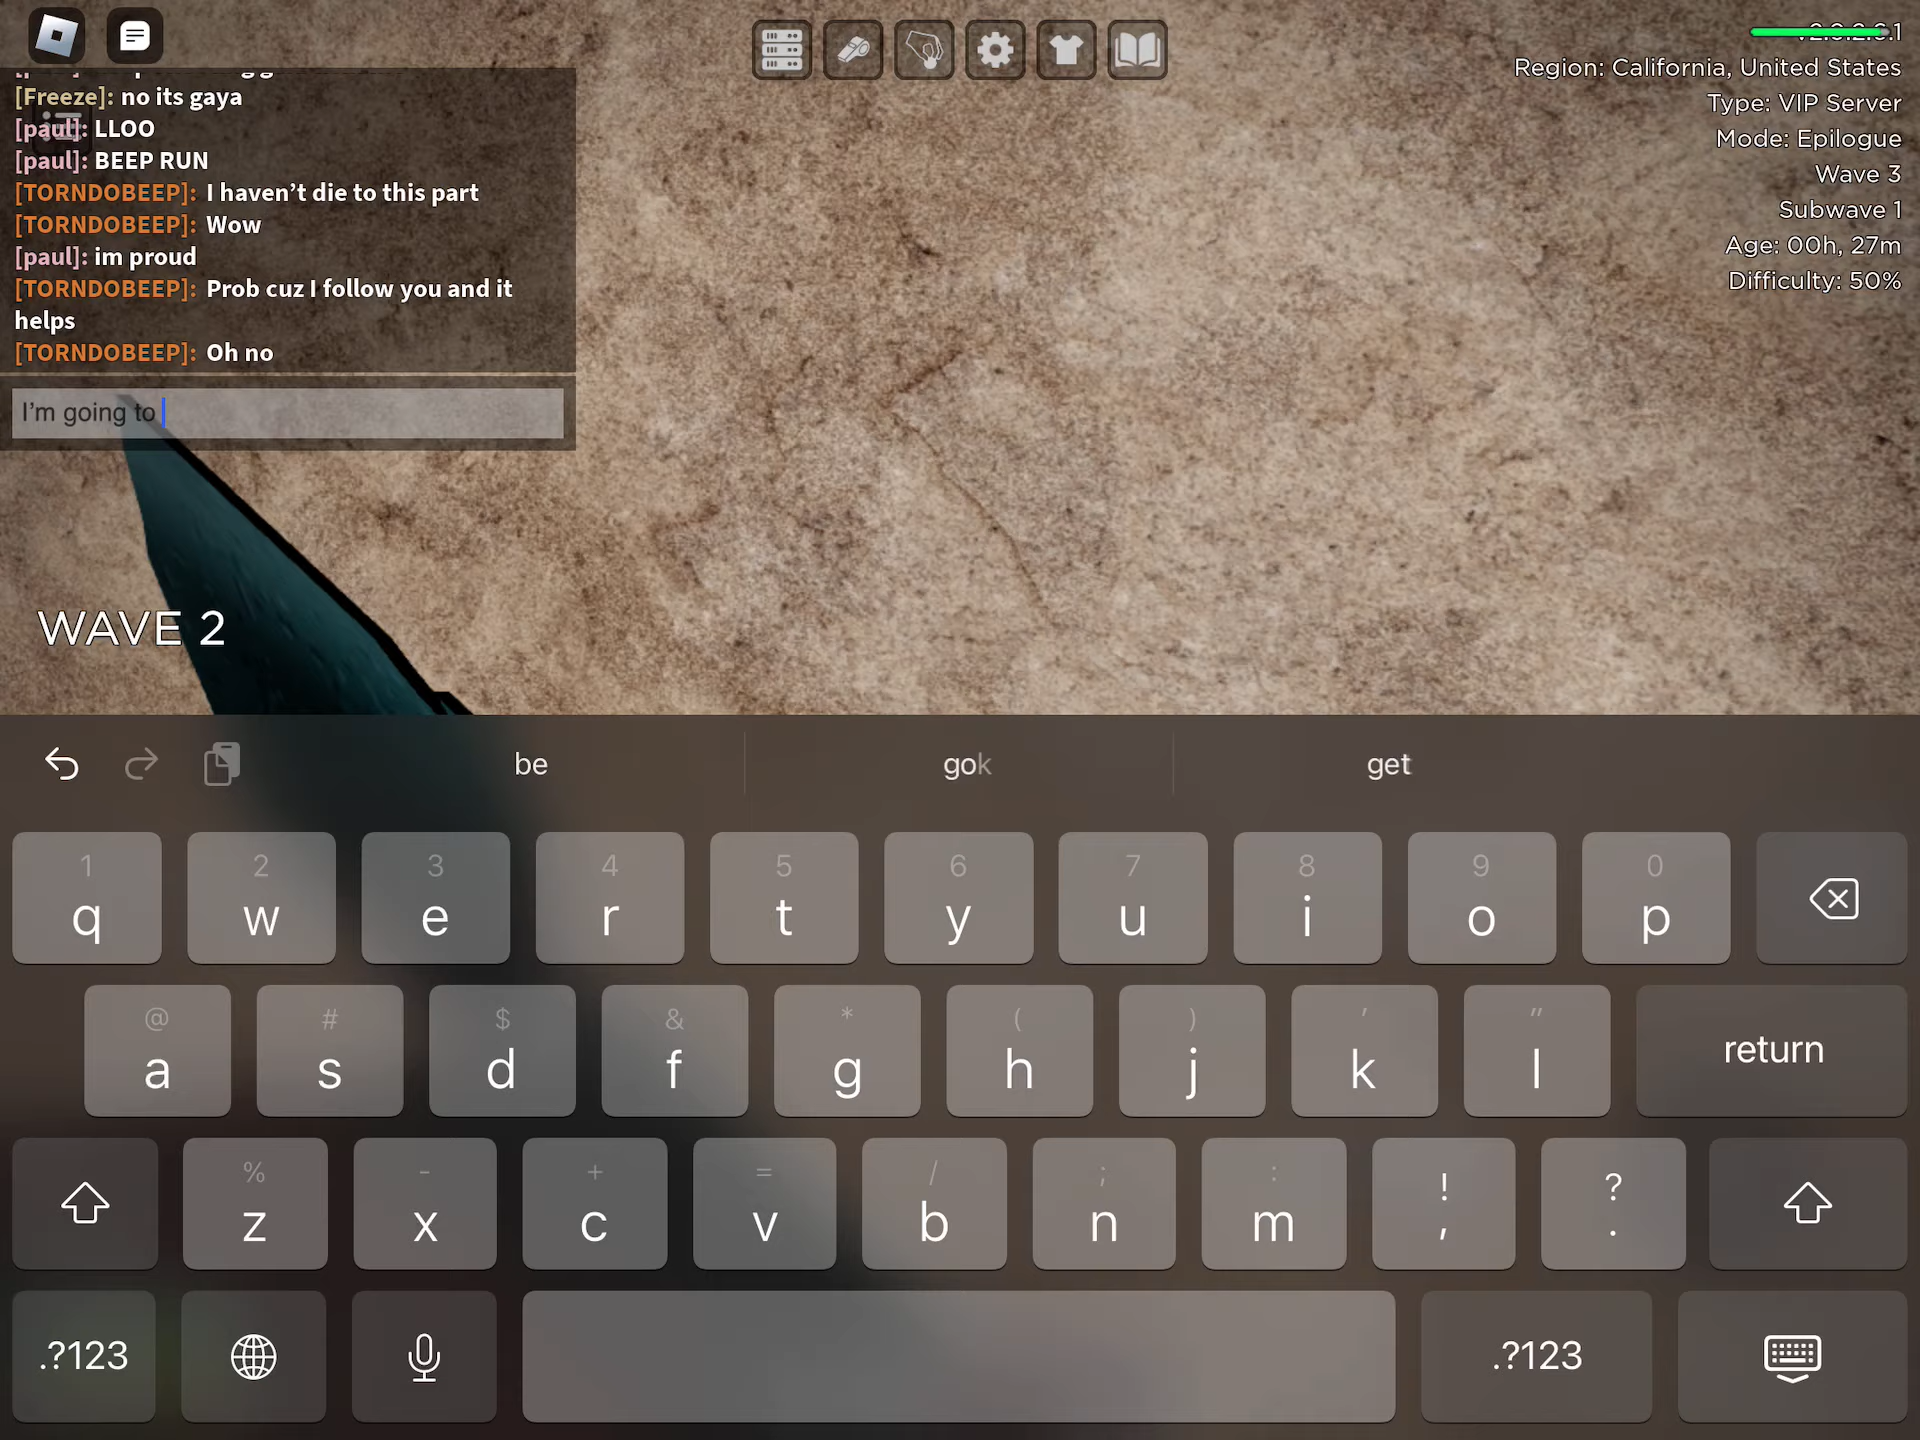 [Freeze]: no its gaya
[paul]: LLOO
[paul]: BEEP RUN
[TORNDOBEEP]: I haven't die to this part
[TORNDOBEEP]: Wow
[paul]: im proud
[TORNDOBEEP]: Prob cuz I follow you and it
helps
[TORNDOBEEP]: Oh no
I'm going to
Region: California, United States
Type: VIP Server
Mode: Epilogue
Wave 3
Subwave 1
Age: 00h, 27m
Difficulty: 50%
WAVE 2
be gok get
1 2 3 4 5 6 7 8 9 0
q w e r t y u i o p
@ # $ & * ( ) ' "
a s d f g h j k l return
% - + = / ; : ! ?
z x c v b n m , .
.?123 .?123